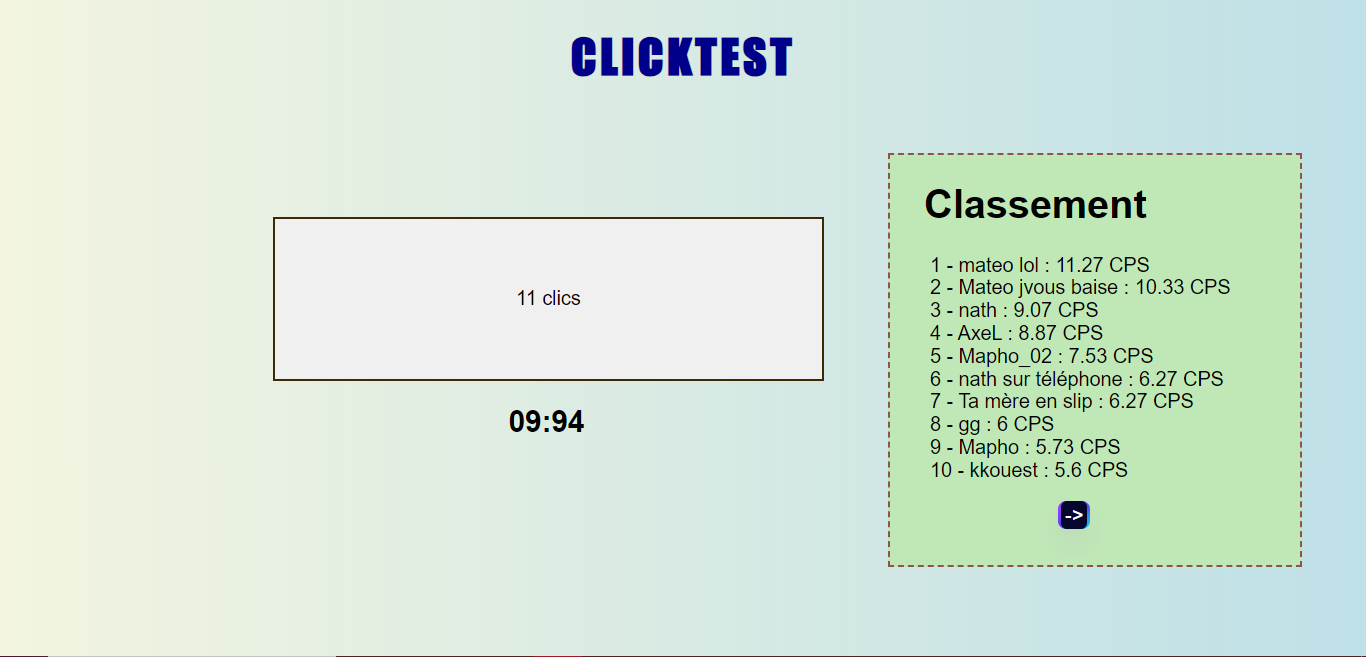 CLICKTEST
11 clics
09:94
Classement
1 - mateo lol : 11.27 CPS
2 - Mateo jvous baise : 10.33 CPS
3 - nath : 9.07 CPS
4 - AxeL : 8.87 CPS
5 - Mapho_02 : 7.53 CPS
6 - nath sur téléphone : 6.27 CPS
7 - Ta mère en slip : 6.27 CPS
8 - gg : 6 CPS
9 - Mapho : 5.73 CPS
10 - kkouest : 5.6 CPS
->